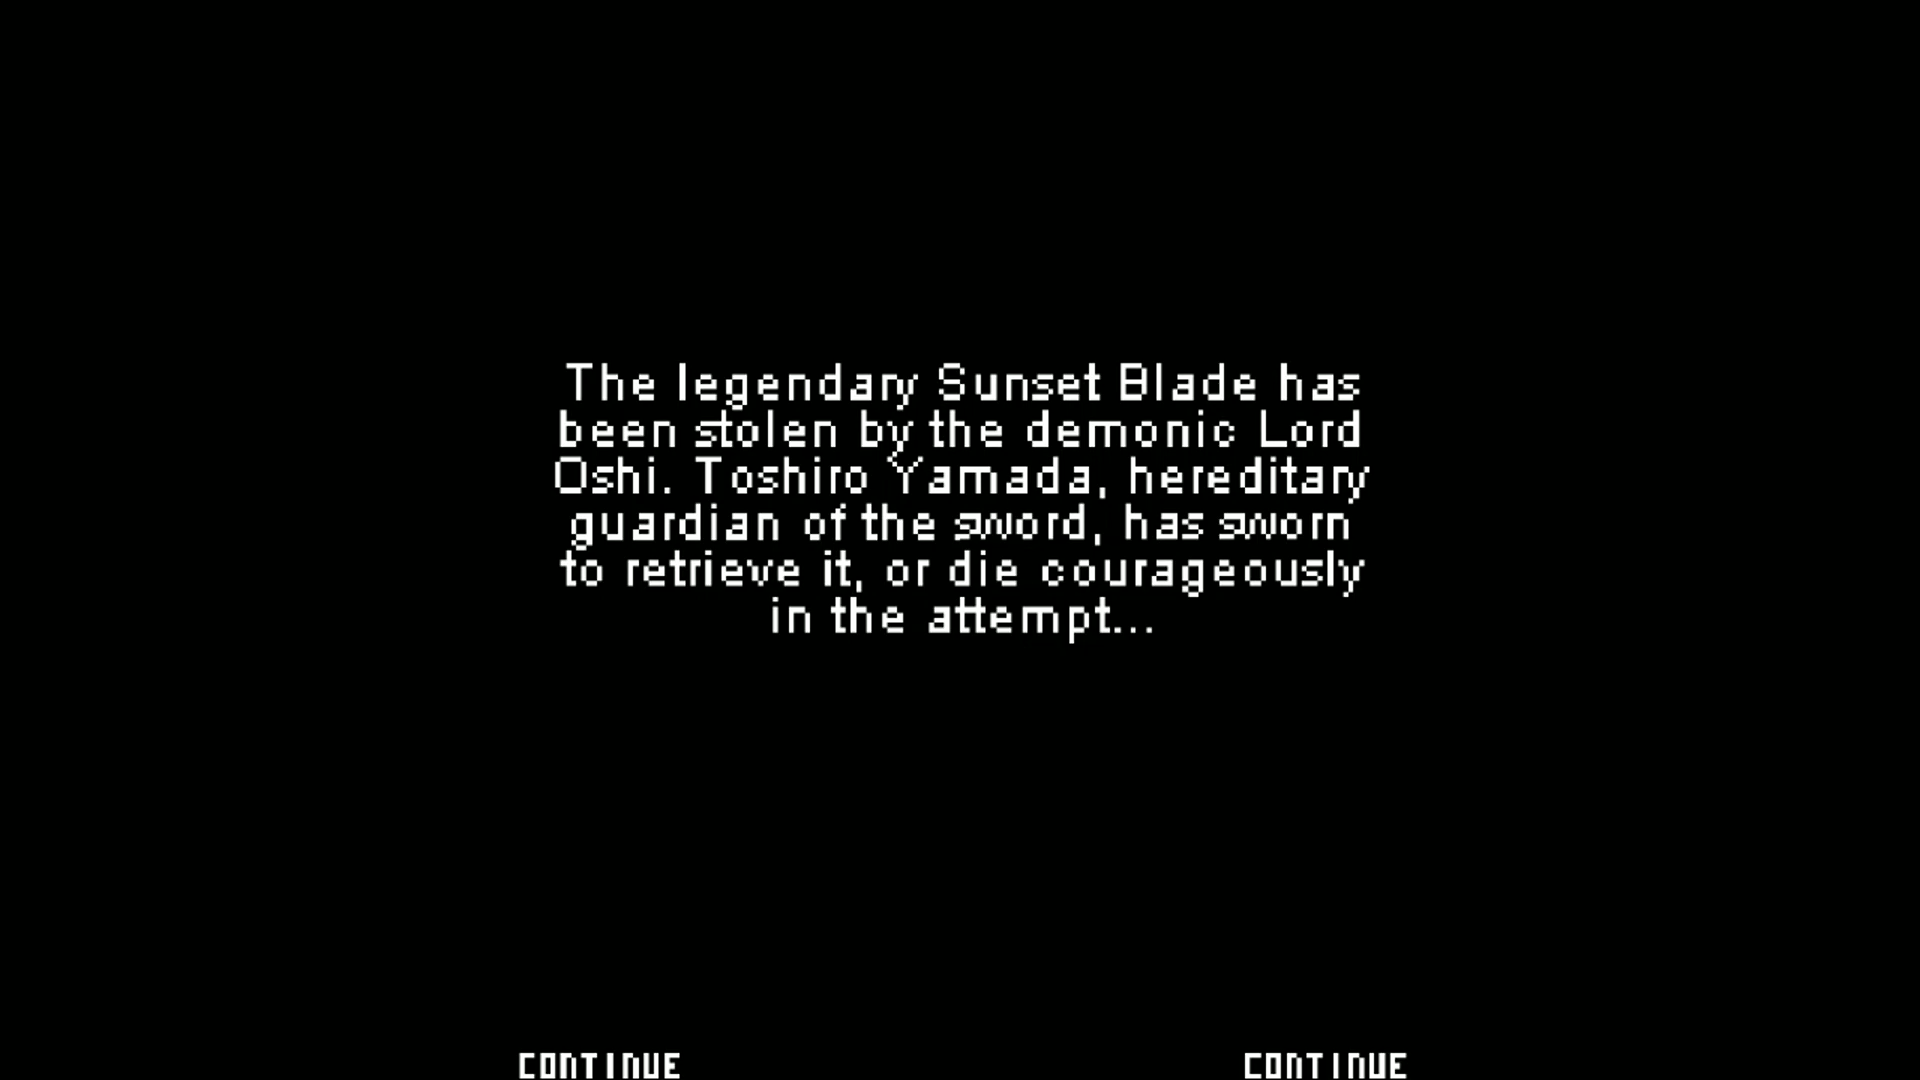 The legendary Sunset Blade has
been stolen by the demonic Lord
Oshi. Toshiro Yamada, hereditary
guardian of the sword, has sworn
to retrieve it, or die courageously
in the attempt...
CONTINUE CONTINUE